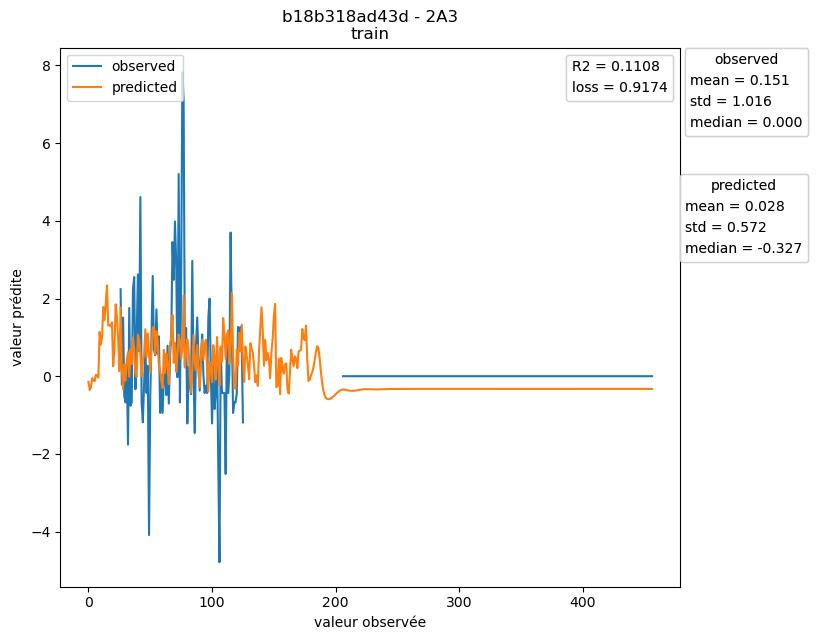 b18b318ad43d - 2A3
train
observed
predicted
R2 = 0.1108
loss = 0.9174
observed
mean = 0.151
std = 1.016
median = 0.000
predicted
mean = 0.028
std = 0.572
median = -0.327
valeur prédite
8
6
4
2
0
−2
−4
0
100
200
300
400
valeur observée